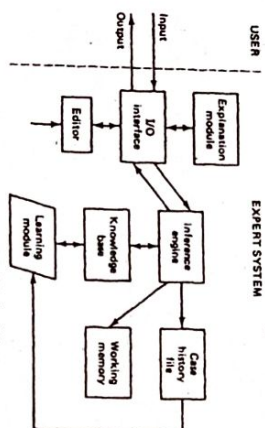 USER
EXPERT SYSTEM
Input
Output
Explanation
module
I/O
interface
Editor
Inference
engine
Knowledge
base
Learning
module
Case
history
file
Working
memory